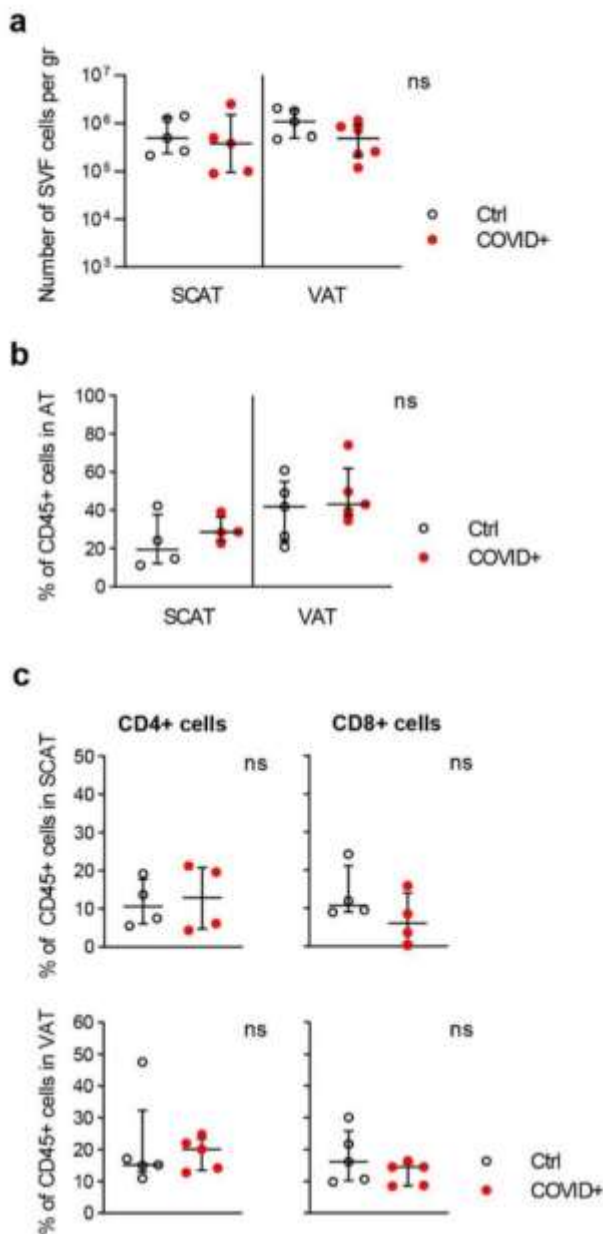 a
Number of SVF cells per gr
10⁷
10⁶
10⁵
10⁴
10³
ns
SCAT
VAT
Ctrl
COVID+
b
% of CD45+ cells in AT
100
80
60
40
20
0
ns
SCAT
VAT
Ctrl
COVID+
c
CD4+ cells
CD8+ cells
% of CD45+ cells in SCAT
50
40
30
20
10
0
ns
ns
% of CD45+ cells in VAT
60
50
40
30
20
10
0
ns
ns
Ctrl
COVID+